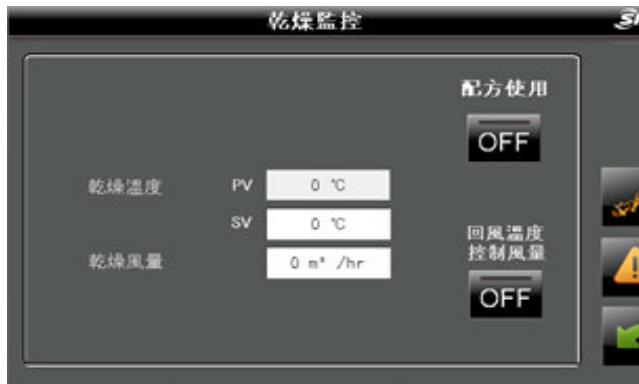 乾燥監控
配方使用
OFF
乾燥溫度 PV 0 ℃
SV 0 ℃
乾燥風量 0 m³ /hr
回風溫度
控制風量
OFF